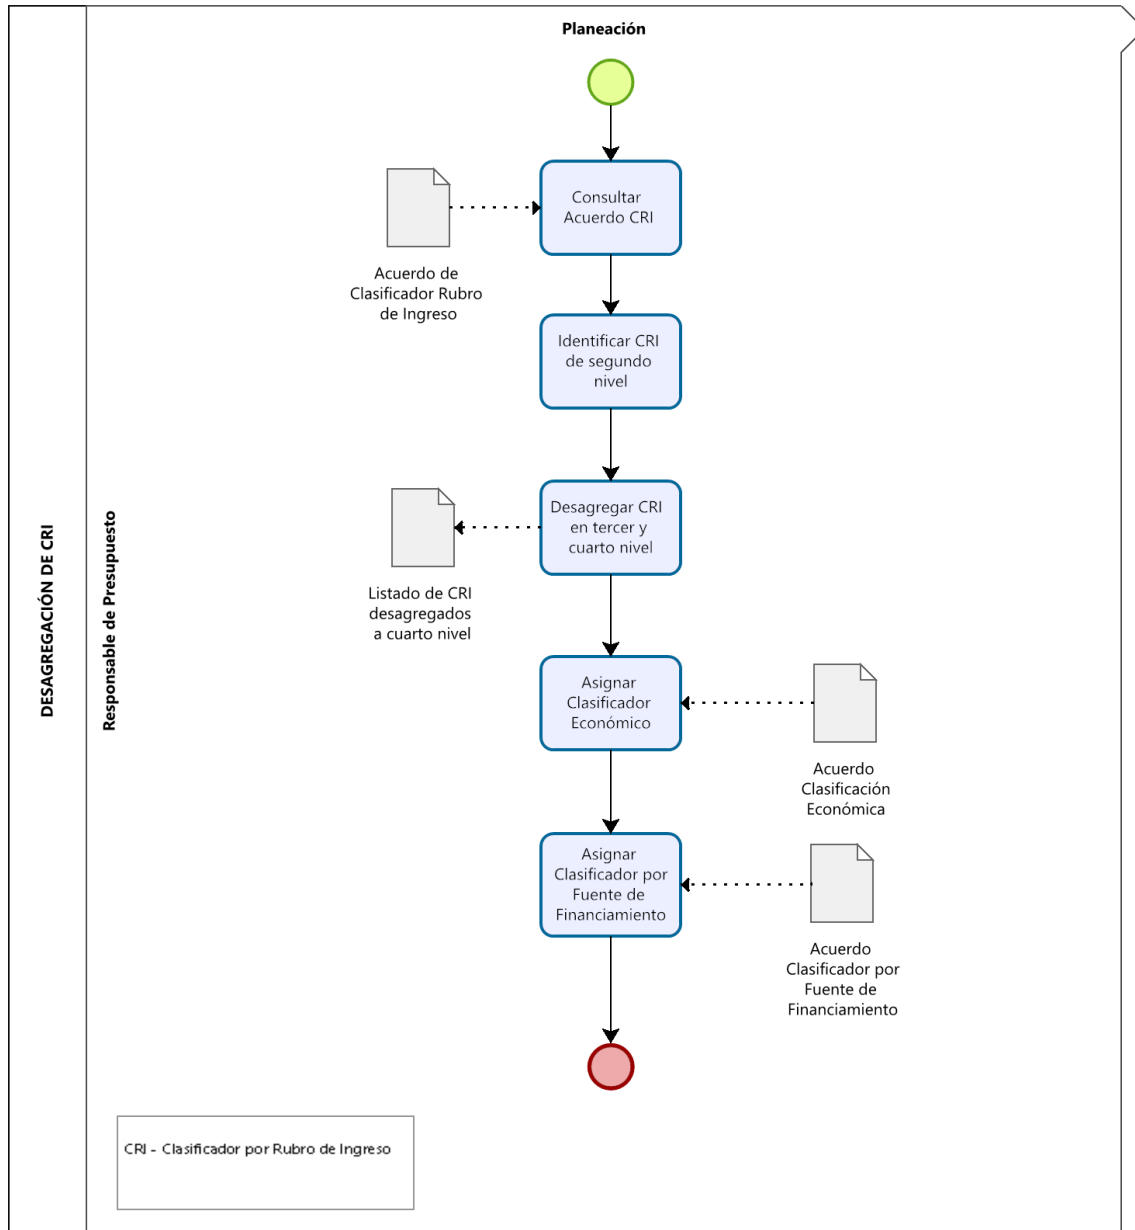 Planeación
DESAGREGACIÓN DE CRI
Responsable de Presupuesto
Consultar
Acuerdo CRI
Acuerdo de
Clasificador Rubro
de Ingreso
Identificar CRI
de segundo
nivel
Desagregar CRI
en tercer y
cuarto nivel
Listado de CRI
desagregados
a cuarto nivel
Asignar
Clasificador
Económico
Acuerdo
Clasificación
Económica
Asignar
Clasificador por
Fuente de
Financiamiento
Acuerdo
Clasificador por
Fuente de
Financiamiento
CRI - Clasificador por Rubro de Ingreso